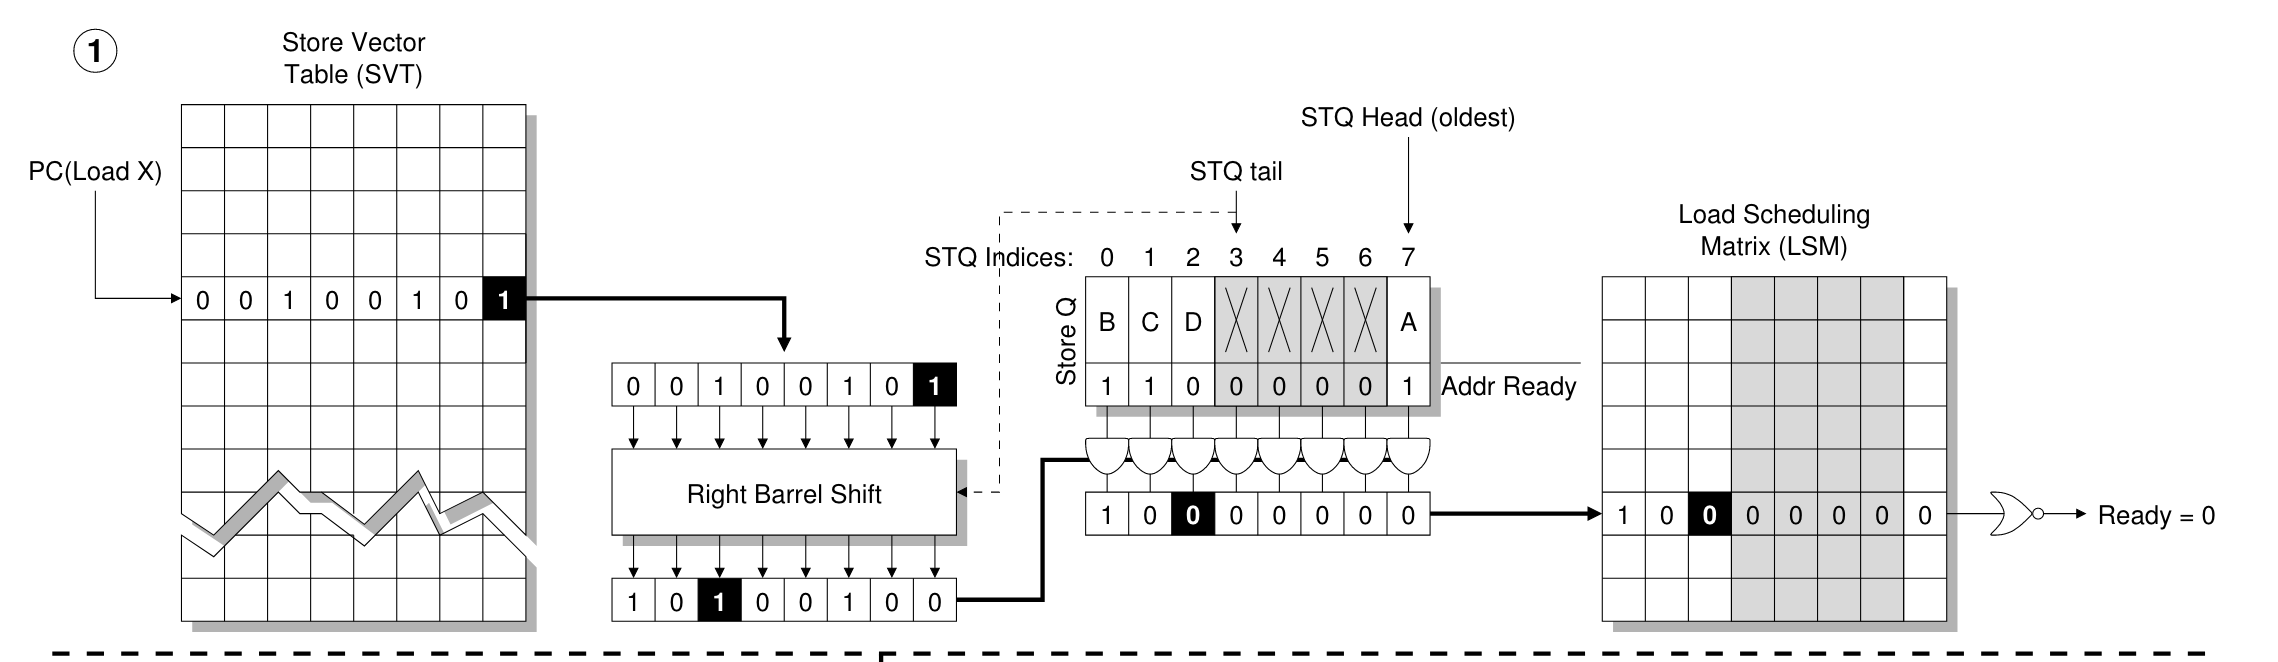 1
Store Vector
Table (SVT)
PC(Load X)
0 0 1 0 0 1 0 1
0 0 1 0 0 1 0 1
Right Barrel Shift
1 0 1 0 0 1 0 0
STQ Head (oldest)
STQ tail
STQ Indices: 0 1 2 3 4 5 6 7
Store Q
B C D A
1 1 0 0 0 0 0 1 Addr Ready
1 0 0 0 0 0 0 0
Load Scheduling
Matrix (LSM)
1 0 0 0 0 0 0 0
Ready = 0